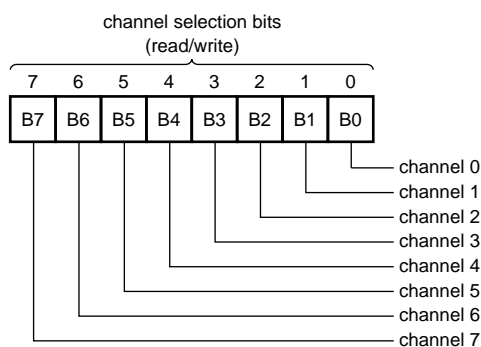 channel selection bits
(read/write)
7 6 5 4 3 2 1 0
B7 B6 B5 B4 B3 B2 B1 B0
channel 0
channel 1
channel 2
channel 3
channel 4
channel 5
channel 6
channel 7